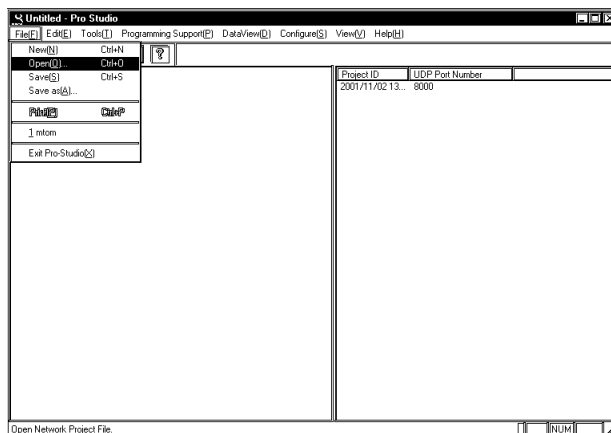 Untitled - Pro Studio
File(F) Edit(E) Tools(T) Programming Support(P) DataView(D) Configure(S) View(V) Help(H)
New(N) Ctrl+N
Open(O)... Ctrl+O
Save(S) Ctrl+S
Save as(A)...
Print(P) Ctrl+P
1 mtom
Exit Pro-Studio(X)
?
Project ID UDP Port Number
2001/11/02 13... 8000
Open Network Project File.
NUM